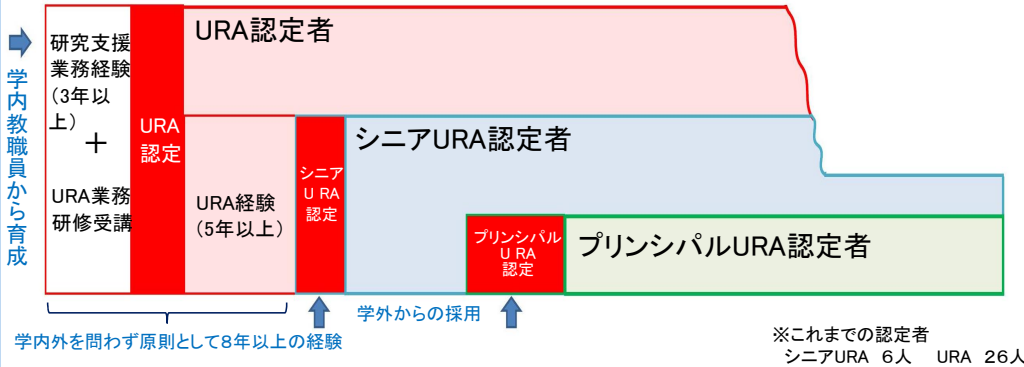 学内教職員から育成
研究支援
業務経験
(3年以
上)
＋
URA業務
研修受講
URA
認定
URA認定者
URA経験
(5年以上)
シニア
U RA
認定
シニアURA認定者
プリンシパル
U RA
認定
プリンシパルURA認定者
学外からの採用
学内外を問わず原則として8年以上の経験
※これまでの認定者
シニアURA 6人 URA 26人